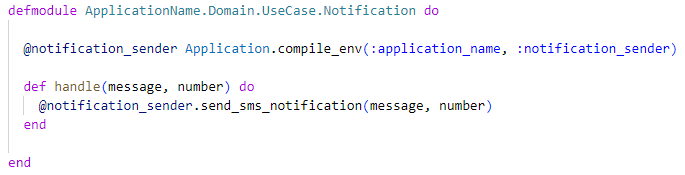 defmodule ApplicationName.Domain.UseCase.Notification do
@notification_sender Application.compile_env(:application_name, :notification_sender)
def handle(message, number) do
@notification_sender.send_sms_notification(message, number)
end
end